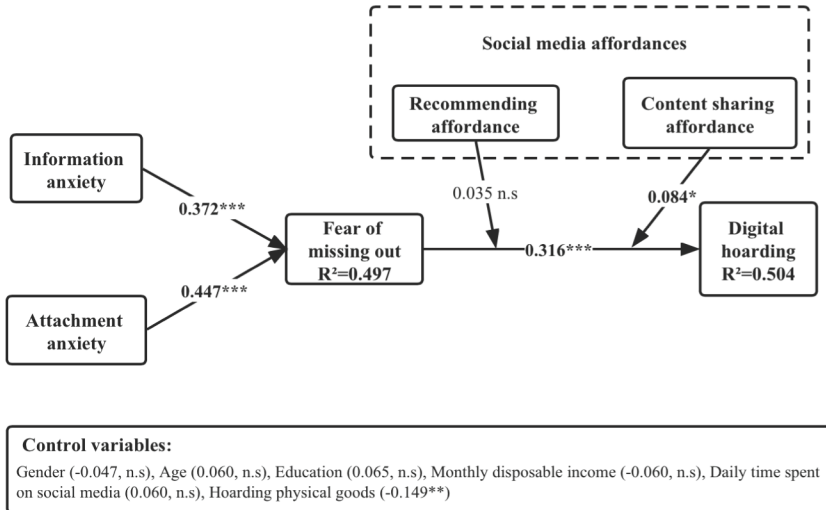 Social media affordances
Recommending
affordance
Content sharing
affordance
Information
anxiety
0.372***
0.035 n.s
0.084*
Fear of
missing out
R²=0.497
0.316***
Digital
hoarding
R²=0.504
0.447***
Attachment
anxiety
Control variables:
Gender (-0.047, n.s), Age (0.060, n.s), Education (0.065, n.s), Monthly disposable income (-0.060, n.s), Daily time spent
on social media (0.060, n.s), Hoarding physical goods (-0.149**)